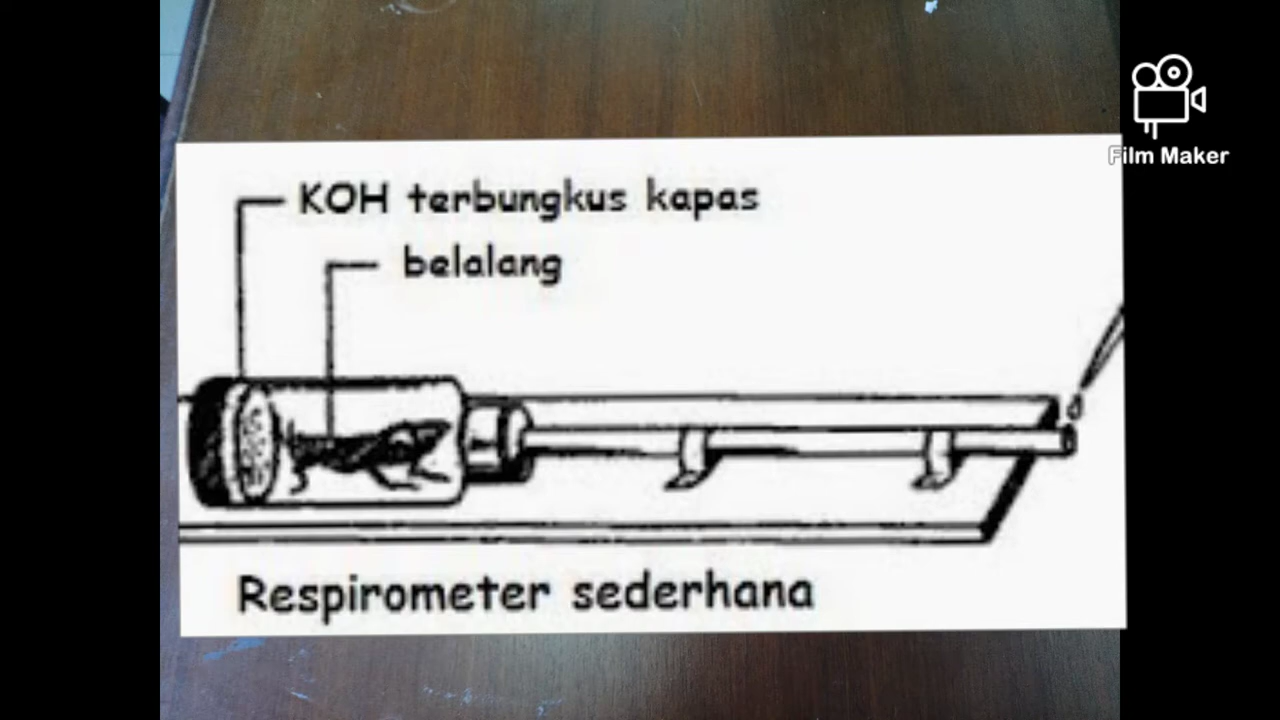 KOH terbungkus kapas
belalang
Respirometer sederhana
Film Maker